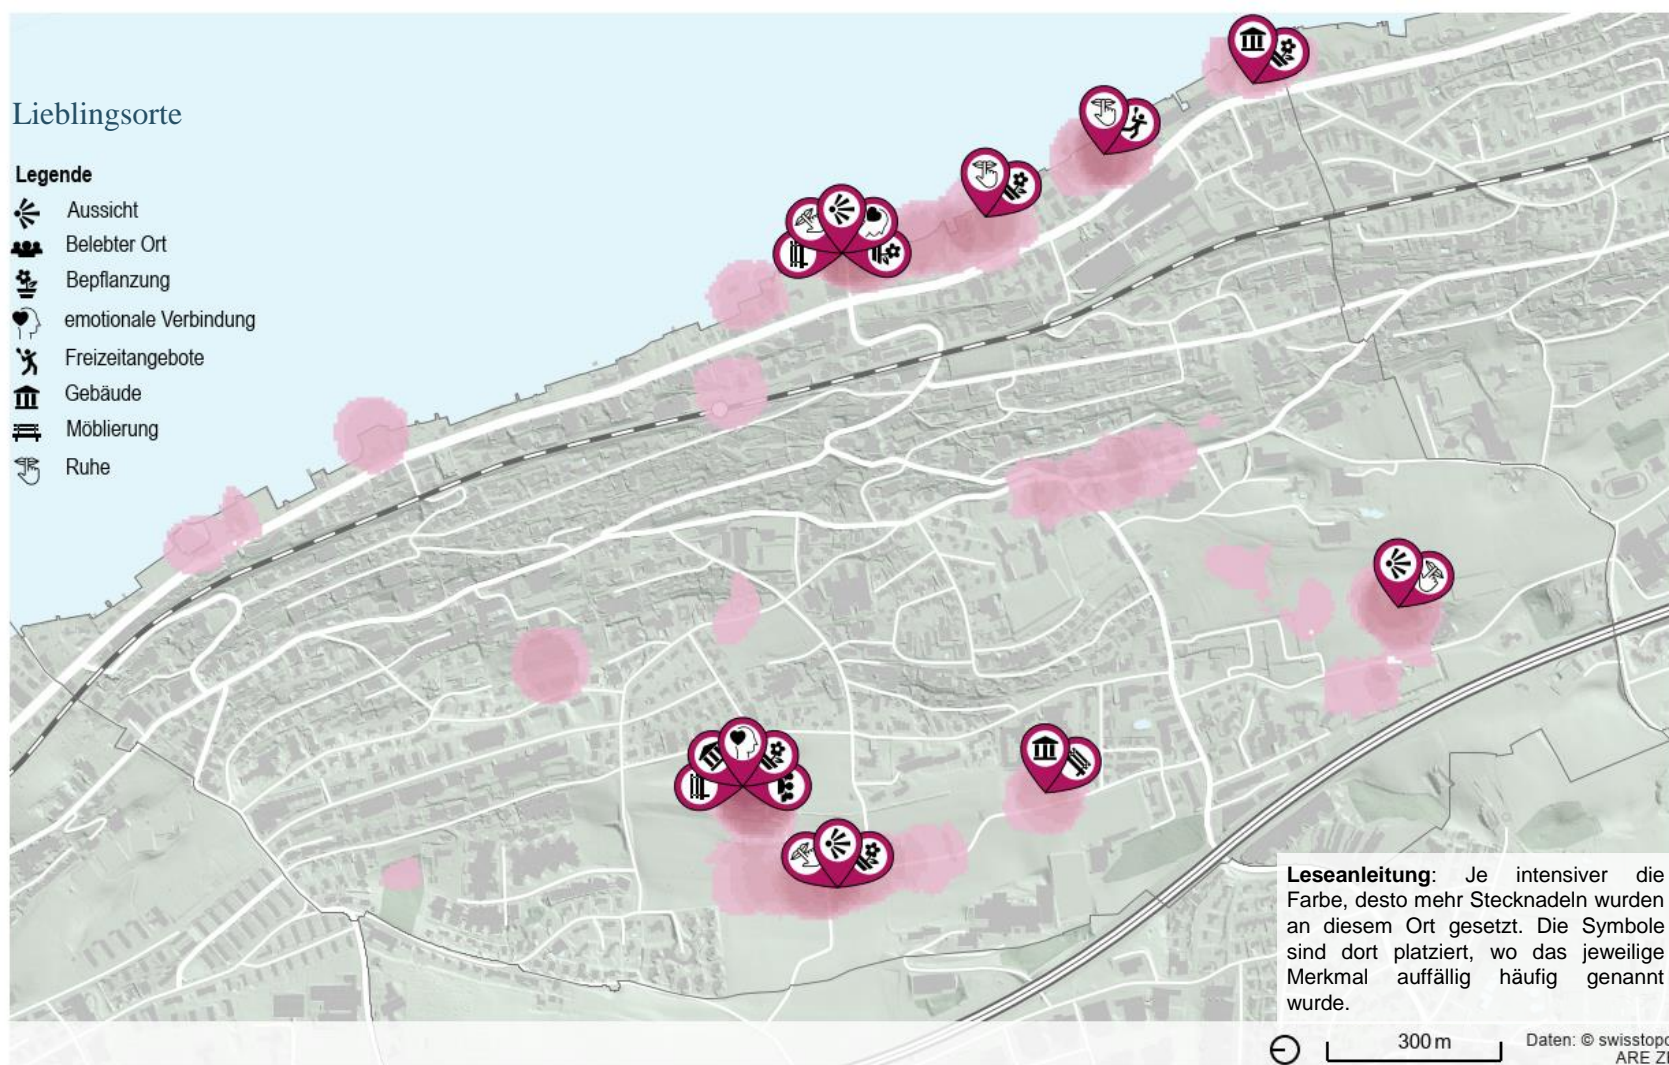 Lieblingsorte
Legende
Aussicht
Belebter Ort
Bepflanzung
emotionale Verbindung
Freizeitangebote
Gebäude
Möblierung
Ruhe
Leseanleitung: Je intensiver die
Farbe, desto mehr Stecknadeln wurden
an diesem Ort gesetzt. Die Symbole
sind dort platziert, wo das jeweilige
Merkmal auffällig häufig genannt
wurde.
300 m
Daten: © swisstopo
ARE ZH